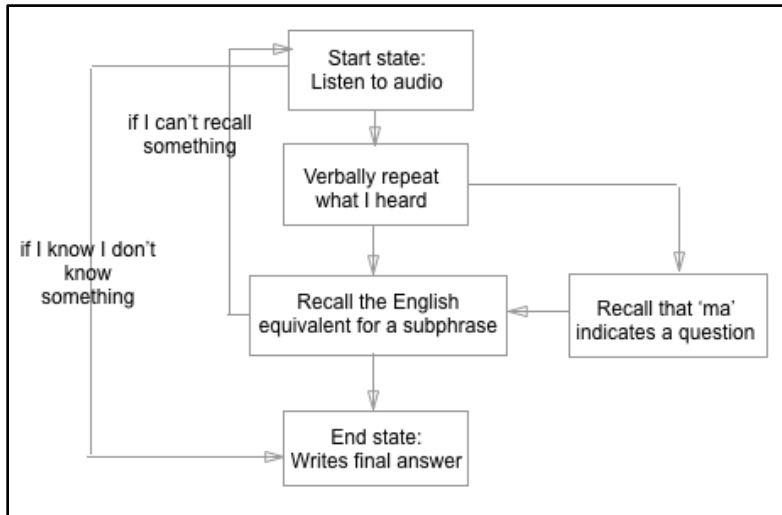 Start state:
Listen to audio
if I can't recall
something
Verbally repeat
what I heard
if I know I don't
know
something
Recall the English
equivalent for a subphrase
Recall that 'ma'
indicates a question
End state:
Writes final answer